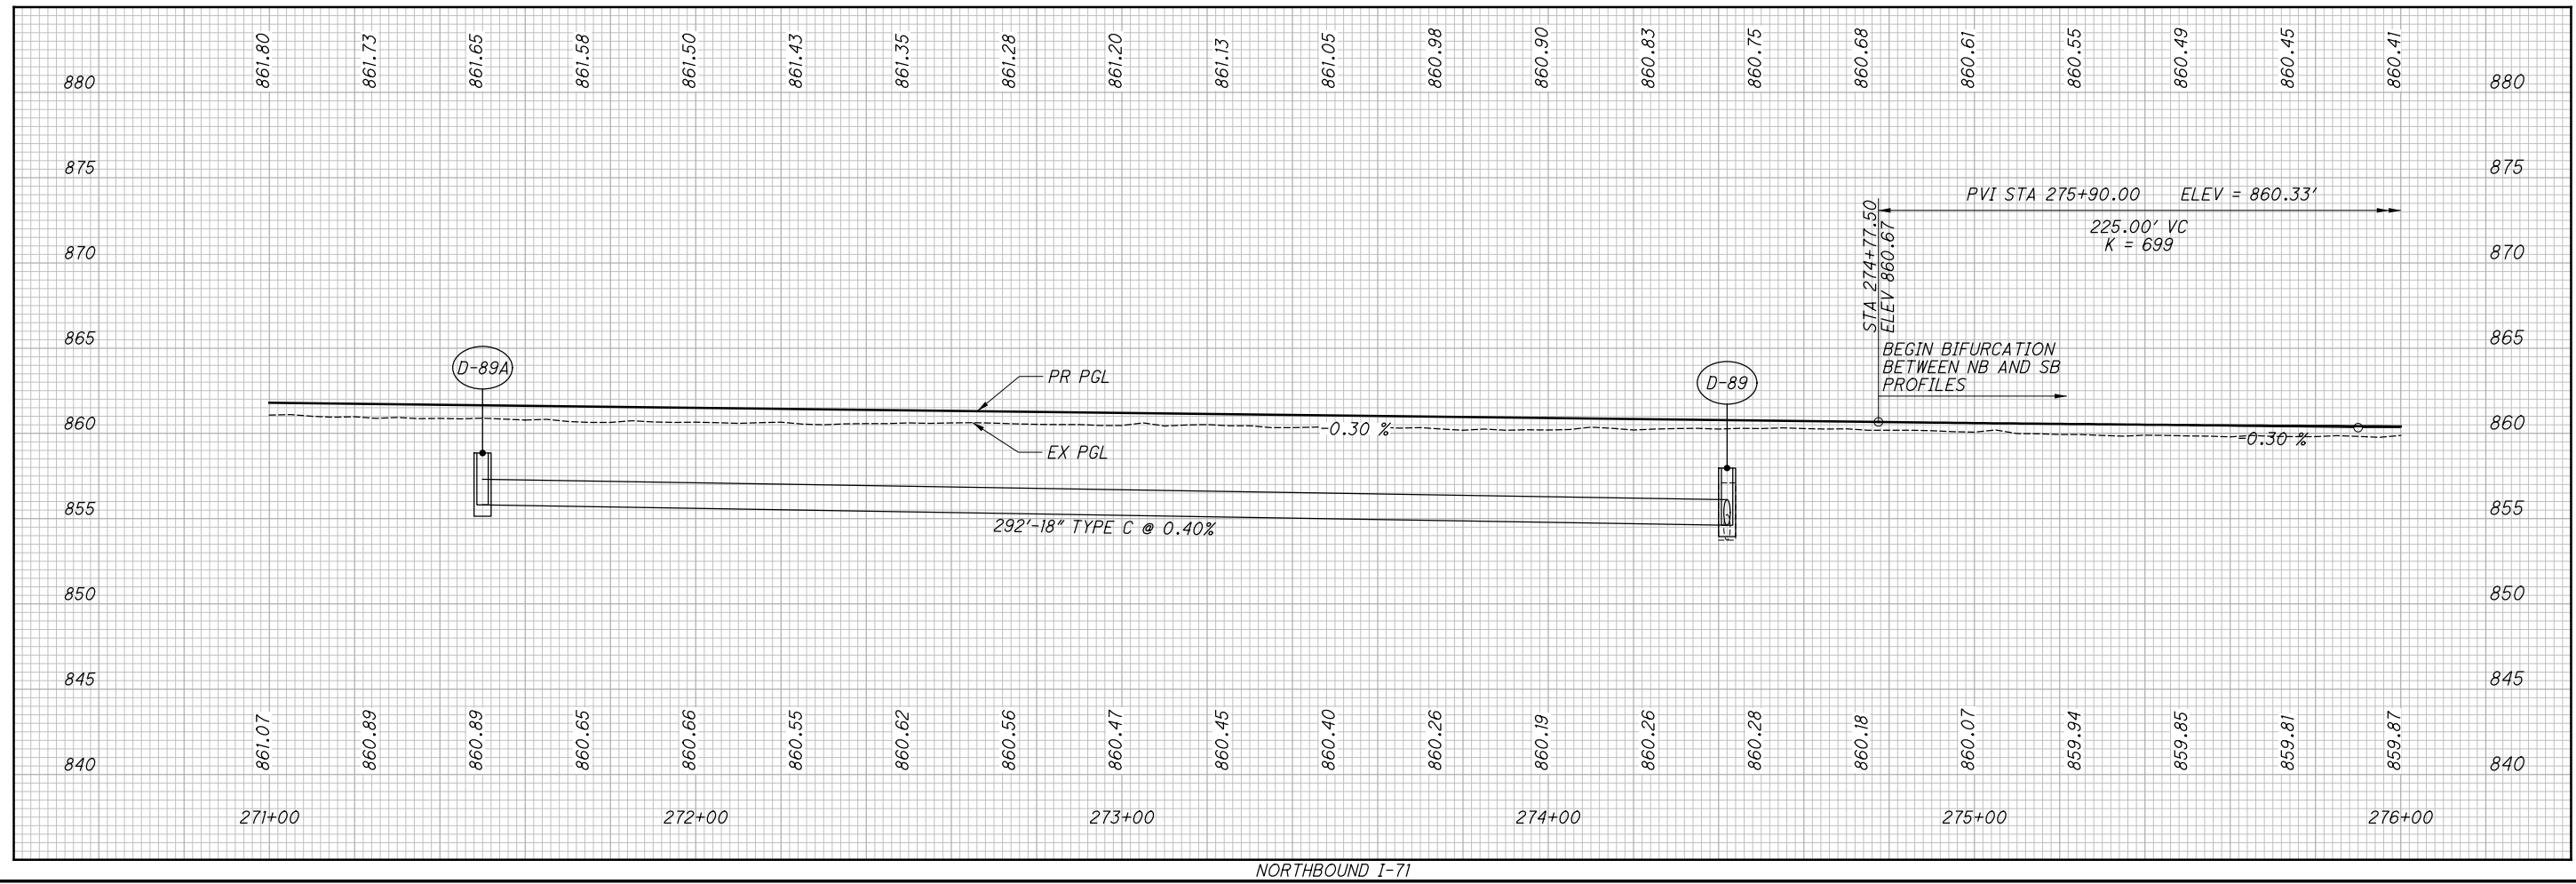 861.80 861.73 861.65 861.58 861.50 861.43 861.35 861.28 861.20 861.13 861.05 860.98 860.90 860.83 860.75 860.68 860.61 860.55 860.49 860.45 860.41
880 880
875 875
PVI STA 275+90.00 ELEV = 860.33'
225.00' VC
K = 699
STA 274+77.50
ELEV 860.67
870 870
865 865
BEGIN BIFURCATION
BETWEEN NB AND SB
PROFILES
D-89A
D-89
PR PGL
860 860
-0.30 %
-0.30 %
EX PGL
855 855
292'-18" TYPE C @ 0.40%
850 850
845 845
861.07 860.89 860.89 860.65 860.66 860.55 860.62 860.56 860.47 860.45 860.40 860.26 860.19 860.26 860.28 860.18 860.07 859.94 859.85 859.81 859.87
840 840
271+00 272+00 273+00 274+00 275+00 276+00
NORTHBOUND I-71